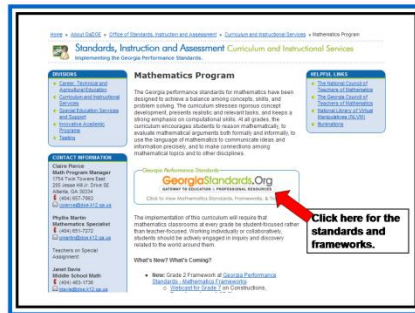 Home » About GaDOE » Office of Standards, Instruction and Assessment » Curriculum and Instructional Services » Mathematics Program
Standards, Instruction and Assessment Curriculum and Instructional Services
Implementing the Georgia Performance Standards.
DIVISIONS
Career, Technical and Agricultural Education
Curriculum and Instructional Services
Special Education Services and Support
Innovative Academic Programs
Testing
CONTACT INFORMATION
Claire Pierce
Math Program Manager
1754 Twin Towers East
205 Jesse Hill Jr. Drive SE
Atlanta, GA 30334
Phyllis Martin
Mathematics Specialist
Teachers on Special
Assignment:
Janet Davis
Middle School Math
Mathematics Program
The Georgia performance standards for mathematics have been
designed to achieve a balance among concepts, skills, and
problem solving. The curriculum stresses rigorous concept
development, presents realistic and relevant tasks, and keeps a
strong emphasis on computational skills. At all grades, the
curriculum encourages students to reason mathematically, to
evaluate mathematical arguments both formally and informally, to
use the language of mathematics to communicate ideas and
information precisely, and to make connections among
mathematical topics and to other disciplines.
Georgia Performance Standards
GeorgiaStandards.Org
GATEWAY TO EDUCATION & PROFESSIONAL RESOURCES
Click to view Mathematics Standards, Frameworks, &
The implementation of this curriculum will require that
mathematics classrooms at every grade be student-focused rather
than teacher-focused. Working individually or collaboratively,
students should be actively engaged in inquiry and discovery
related to the world around them.
What's New? What's Coming?
New: Grade 2 Framework at Georgia Performance
Standards - Mathematics Frameworks
Webcast for Grade 7 on Constructions,
HELPFUL LINKS
The National Council of Teachers of Mathematics
The Georgia Council of Teachers of Mathematics
National Library of Virtual Manipulatives (NLVM)
Illuminations
Click here for the
standards and
frameworks.